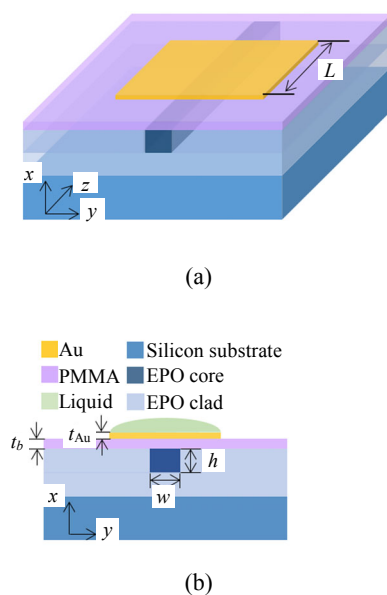 L
x
z
y
(a)
Au
Silicon substrate
PMMA
EPO core
Liquid
EPO clad
t_Au
t_b
h
w
x
y
(b)